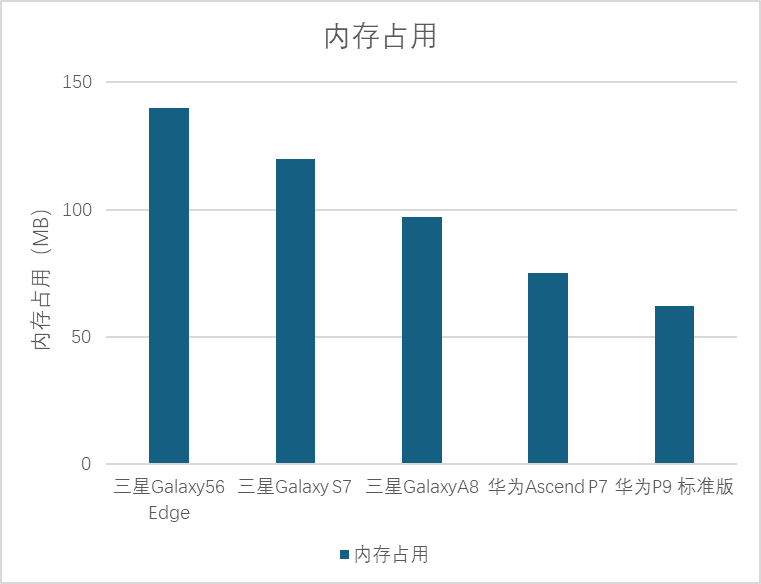 内存占用
150
100
50
0
内存占用（MB）
三星Galaxy56 Edge
三星Galaxy S7
三星GalaxyA8
华为Ascend P7
华为P9 标准版
内存占用